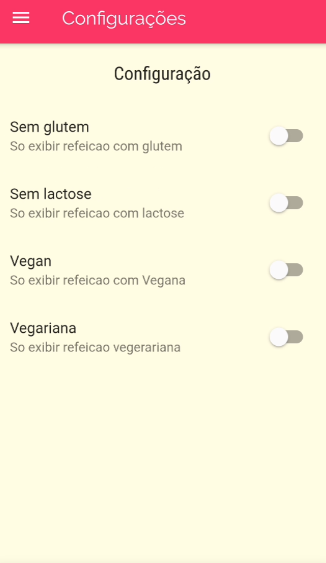 Configurações
Configuração
Sem glutem
So exibir refeicao com glutem
Sem lactose
So exibir refeicao com lactose
Vegan
So exibir refeicao com Vegana
Vegariana
So exibir refeicao vegerariana